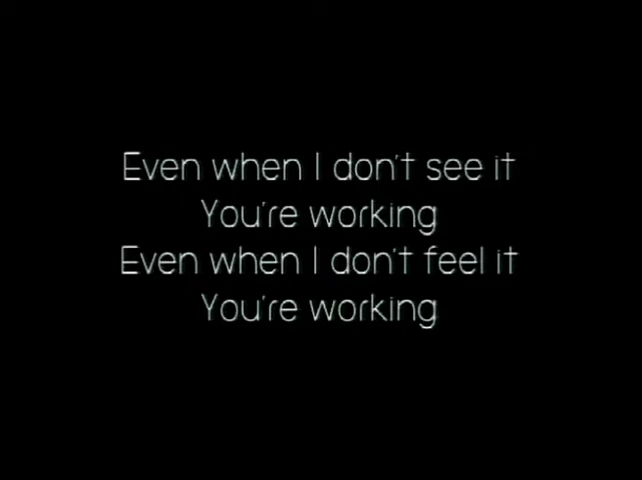 Even when I don't see it
You're working
Even when I don't feel it
You're working